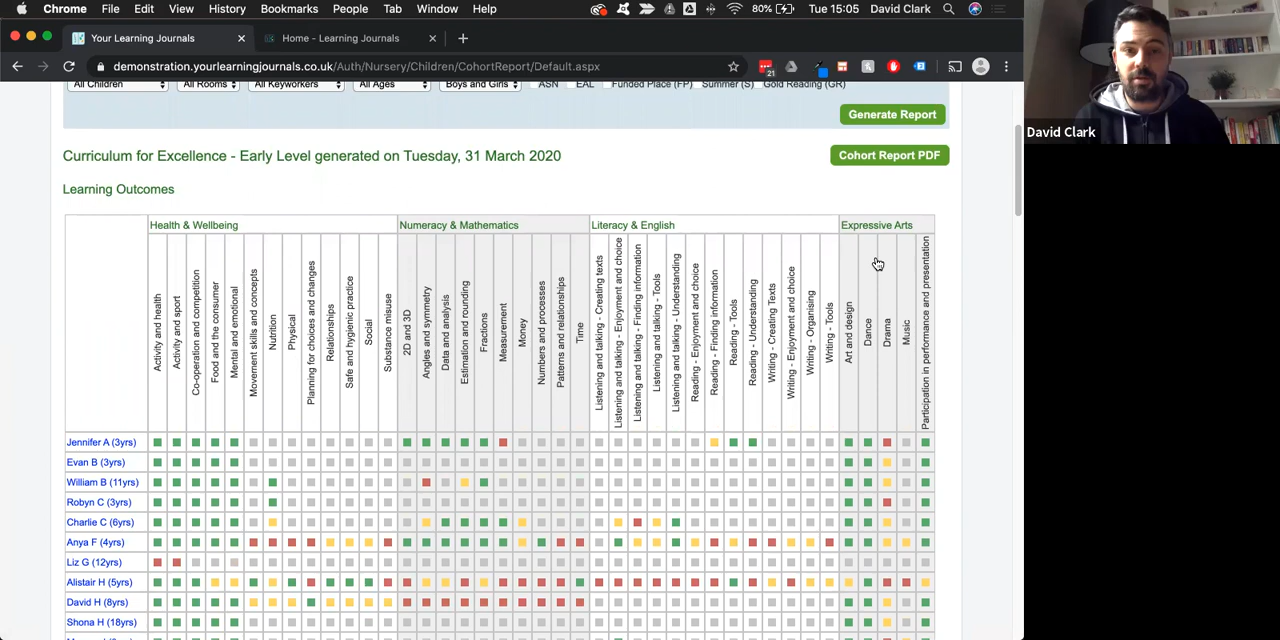 Chrome File Edit View History Bookmarks People Tab Window Help 80% Tue 15:05 David Clark
Your Learning Journals Home - Learning Journals
demonstration.yourlearningjournals.co.uk/Auth/Nursery/Children/CohortReport/Default.aspx 21
All Children All Rooms All Keyworkers All Ages Boys and Girls ASN EAL Funded Place (FP) Summer (S) Gold Reading (GR)
Generate Report
David Clark
Curriculum for Excellence - Early Level generated on Tuesday, 31 March 2020
Cohort Report PDF
Learning Outcomes
Health & Wellbeing Numeracy & Mathematics Literacy & English Expressive Arts
Activity and health
Activity and sport
Co-operation and competition
Food and the consumer
Mental and emotional
Movement skills and concepts
Nutrition
Physical
Planning for choices and changes
Relationships
Safe and hygienic practice
Social
Substance misuse
2D and 3D
Angles and symmetry
Data and analysis
Estimation and rounding
Fractions
Measurement
Money
Numbers and processes
Patterns and relationships
Time
Listening and talking - Creating texts
Listening and talking - Enjoyment and choice
Listening and talking - Finding information
Listening and talking - Tools
Listening and talking - Understanding
Reading - Enjoyment and choice
Reading - Finding information
Reading - Tools
Reading - Understanding
Writing - Creating Texts
Writing - Enjoyment and choice
Writing - Organising
Writing - Tools
Art and design
Dance
Drama
Music
Participation in performance and presentation
Jennifer A (3yrs)
Evan B (3yrs)
William B (11yrs)
Robyn C (3yrs)
Charlie C (6yrs)
Anya F (4yrs)
Liz G (12yrs)
Alistair H (5yrs)
David H (8yrs)
Shona H (18yrs)